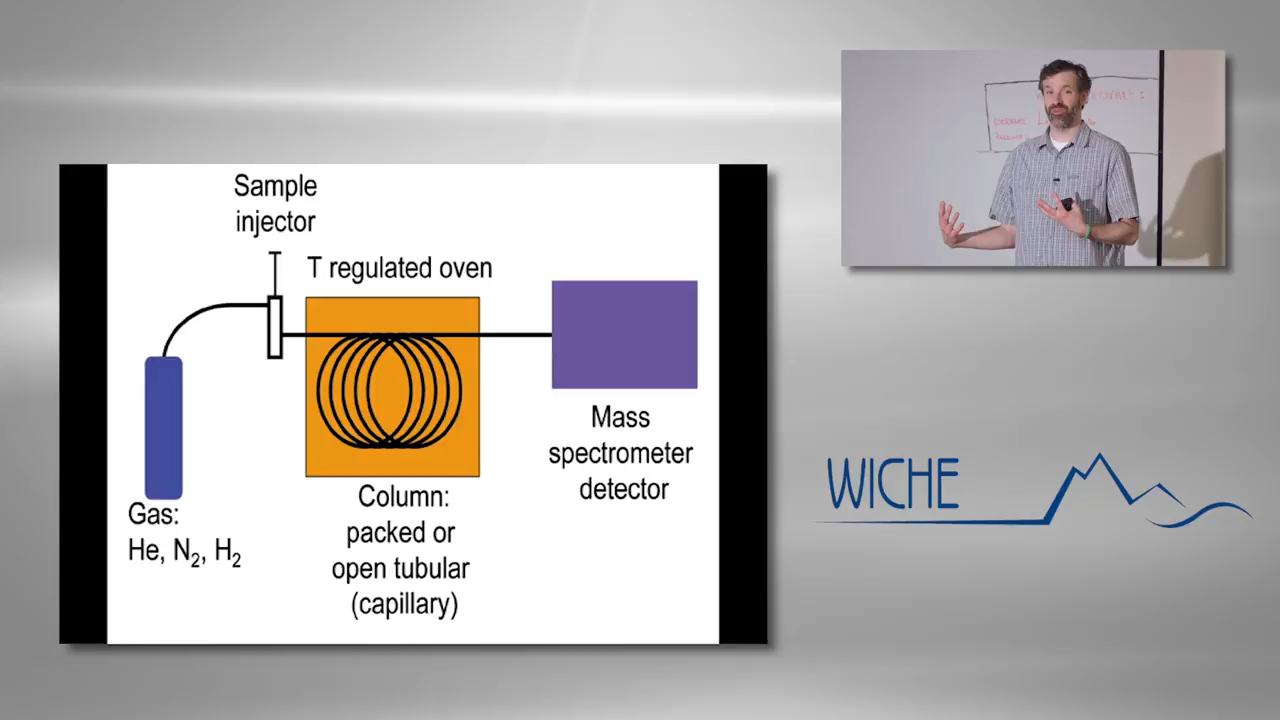 Sample
injector
T regulated oven
Mass
spectrometer
detector
Column:
packed or
open tubular
(capillary)
Gas:
He, N₂, H₂
WICHE